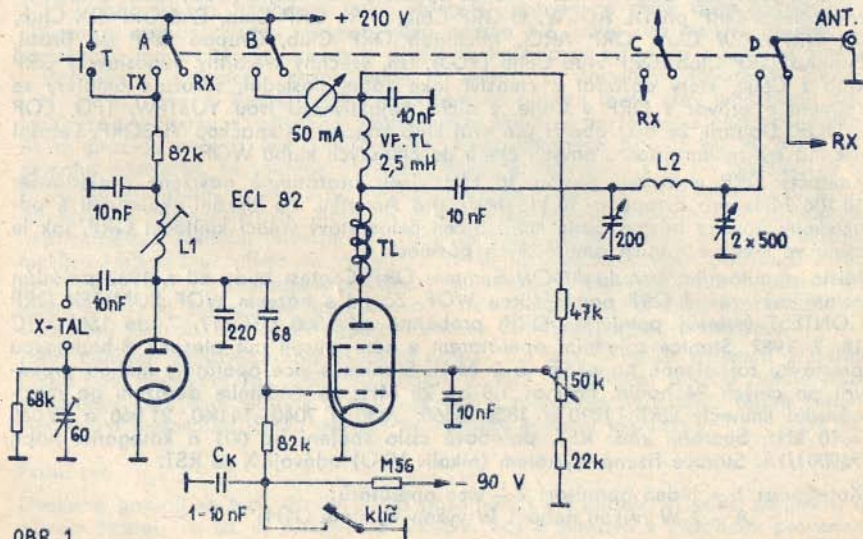 + 210 V
ANT.
T
A
B
C
D
TX
RX
RX
RX
50 mA
10nF
VF-TL
2,5 mH
82k
ECL 82
10nF
L1
10nF
L2
200
2 x 500
TL
10nF
X-TAL
220
68
47k
68k
60
50k
10nF
82k
22k
CK
M56
- 90 V
1-10nF
klíč
OBR. 1